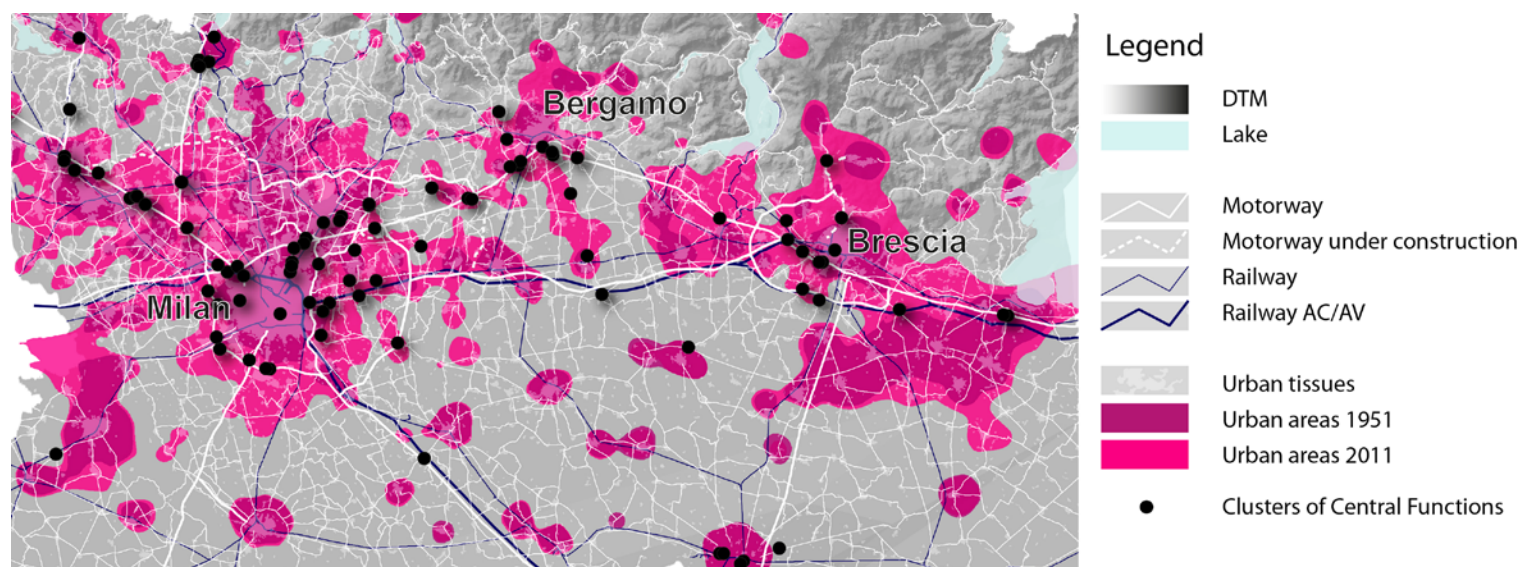 Bergamo
Brescia
Milan
Legend
DTM
Lake
Motorway
Motorway under construction
Railway
Railway AC/AV
Urban tissues
Urban areas 1951
Urban areas 2011
Clusters of Central Functions